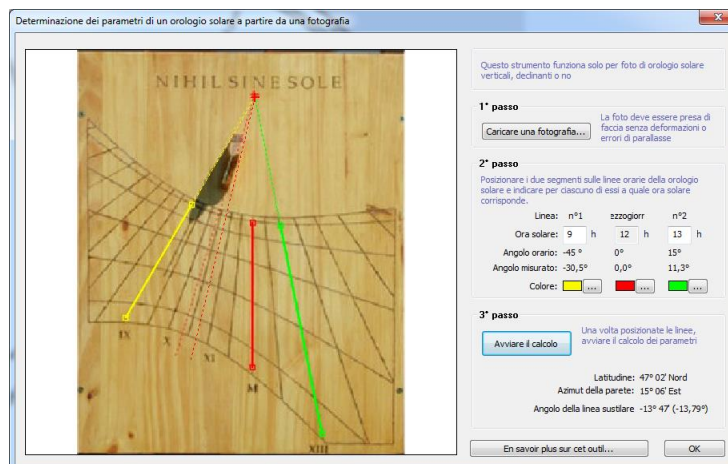 Determinazione dei parametri di un orologio solare a partire da una fotografia
NIHIL SINE SOLE
IX
X
XI
M
XIII
Questo strumento funziona solo per foto di orologio solare
verticali, declinanti o no
1° passo
Caricare una fotografia...
La foto deve essere presa di
faccia senza deformazioni o
errori di parallasse
2° passo
Posizionare i due segmenti sulle linee orarie della orologio
solare e indicare per ciascuno di essi a quale ora solare
corrisponde.
Linea: n°1 ezzogiorr n°2
Ora solare: 9 h 12 h 13 h
Angolo orario: -45 ° 0° 15°
Angolo misurato: -30,5° 0,0° 11,3°
Colore: ... ... ...
3° passo
Avviare il calcolo
Una volta posizionate le linee,
avviare il calcolo dei parametri
Latitudine: 47° 02' Nord
Azimut della parete: 15° 06' Est
Angolo della linea sustilare -13° 47' (-13,79°)
En savoir plus sur cet outil...
OK